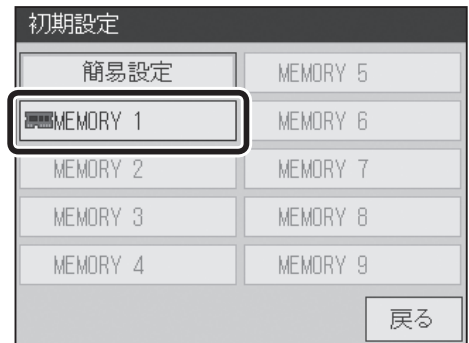 初期設定
簡易設定
MEMORY 1
MEMORY 2
MEMORY 3
MEMORY 4
MEMORY 5
MEMORY 6
MEMORY 7
MEMORY 8
MEMORY 9
戻る